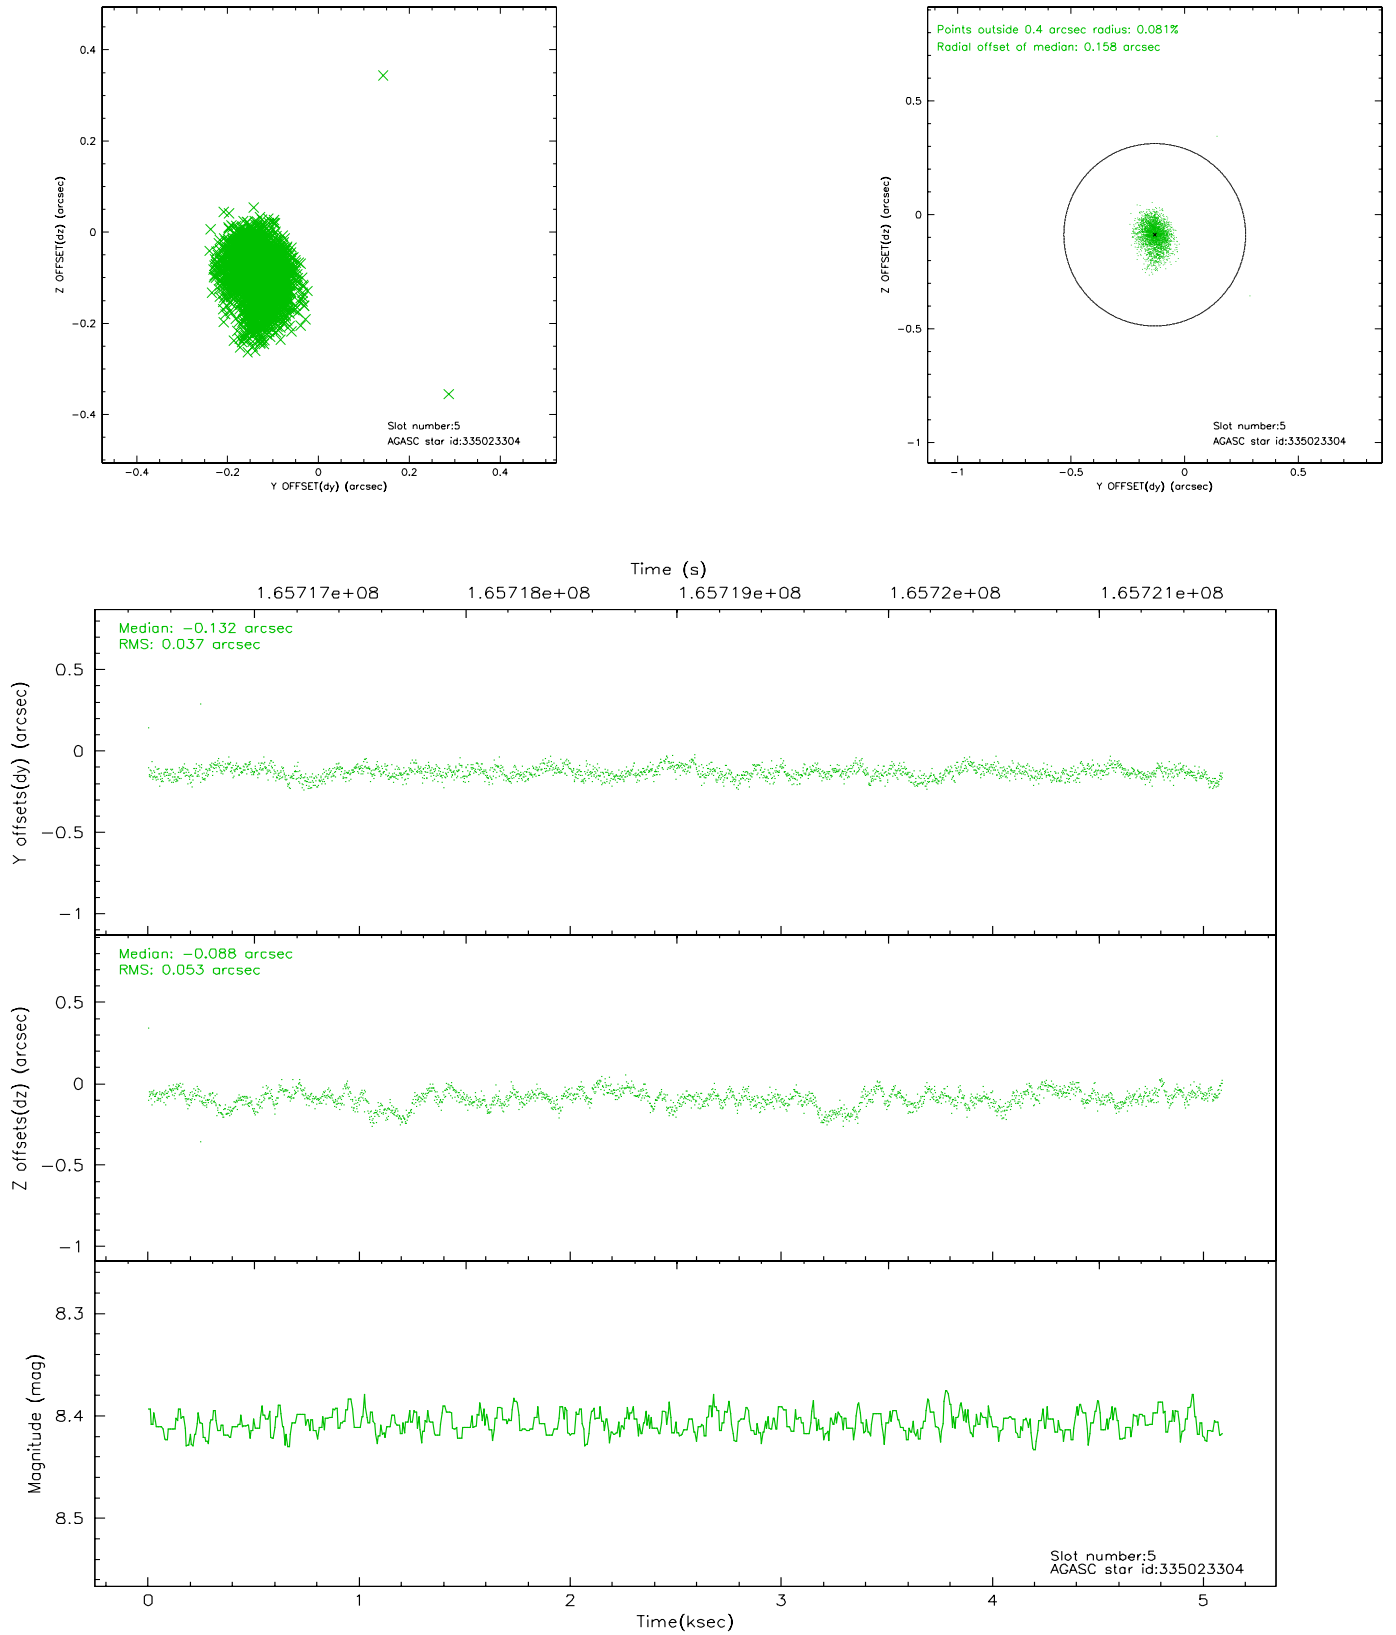 0.4
0.2
0
−0.2
−0.4
Z OFFSET(dz) (arcsec)
Slot number:5
AGASC star id:335023304
−0.4 −0.2 0 0.2 0.4
Y OFFSET(dy) (arcsec)
Points outside 0.4 arcsec radius: 0.081%
Radial offset of median: 0.158 arcsec
0.5
0
−0.5
−1
Z OFFSET(dz) (arcsec)
Slot number:5
AGASC star id:335023304
−1 −0.5 0 0.5
Y OFFSET(dy) (arcsec)
Time (s)
1.65717e+08 1.65718e+08 1.65719e+08 1.6572e+08 1.65721e+08
Median: −0.132 arcsec
RMS: 0.037 arcsec
0.5
0
−0.5
−1
Y offsets(dy) (arcsec)
Median: −0.088 arcsec
RMS: 0.053 arcsec
0.5
0
−0.5
−1
Z offsets(dz) (arcsec)
8.3
8.4
8.5
Magnitude (mag)
Slot number:5
AGASC star id:335023304
0 1 2 3 4 5
Time(ksec)